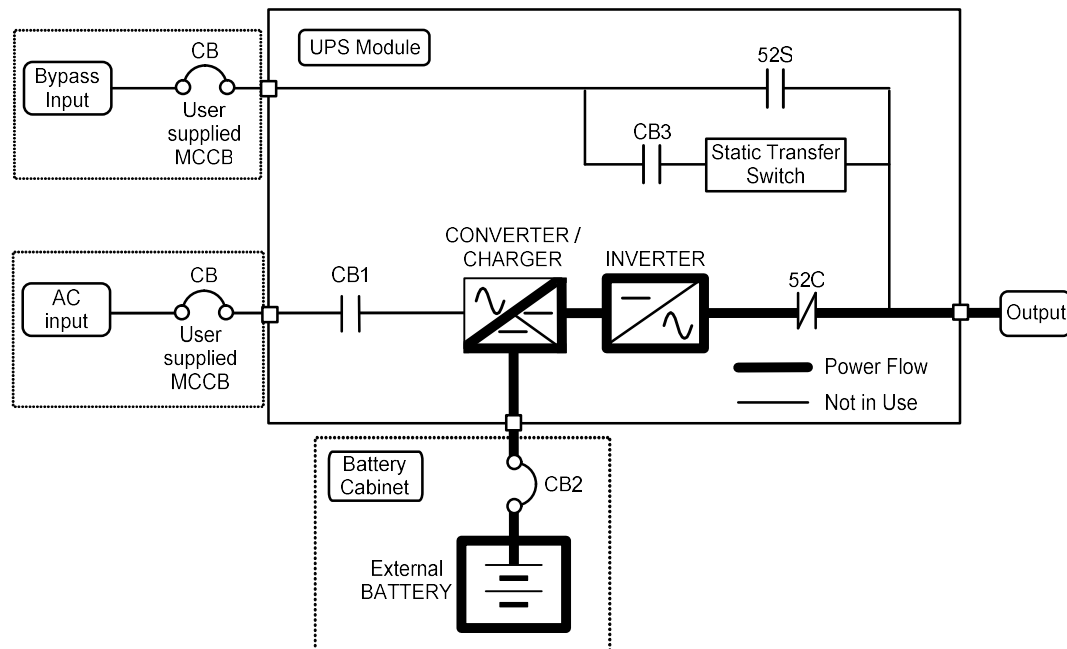 UPS Module
Bypass
Input
CB
User
supplied
MCCB
52S
CB3
Static Transfer
Switch
AC
input
CB
User
supplied
MCCB
CB1
CONVERTER /
CHARGER
INVERTER
52C
Output
Power Flow
Not in Use
Battery
Cabinet
CB2
External
BATTERY